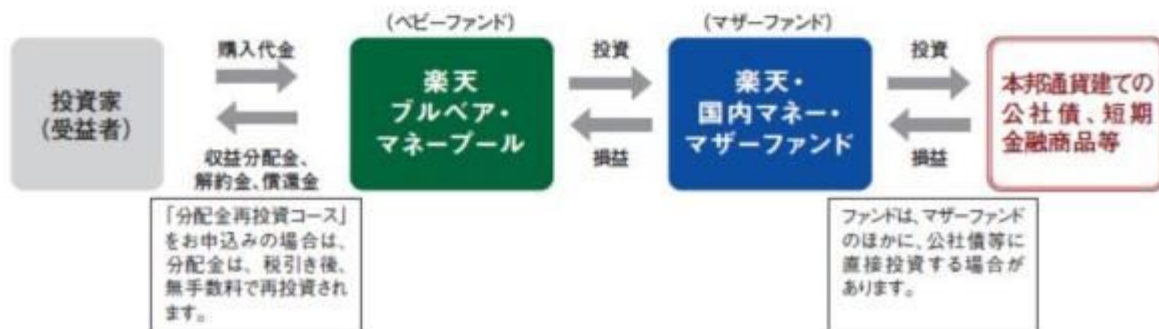 (ベビーファンド)
(マザーファンド)
投資家
(受益者)
購入代金
収益分配金、
解約金、償還金
楽天
ブルベア・
マネープール
投資
損益
楽天・
国内マネー・
マザーファンド
投資
損益
本邦通貨建ての
公社債、短期
金融商品等
「分配金再投資コース」
をお申込みの場合は、
分配金は、税引き後、
無手数料で再投資され
ます。
ファンドは、マザーファンド
のほかに、公社債等に
直接投資する場合が
あります。